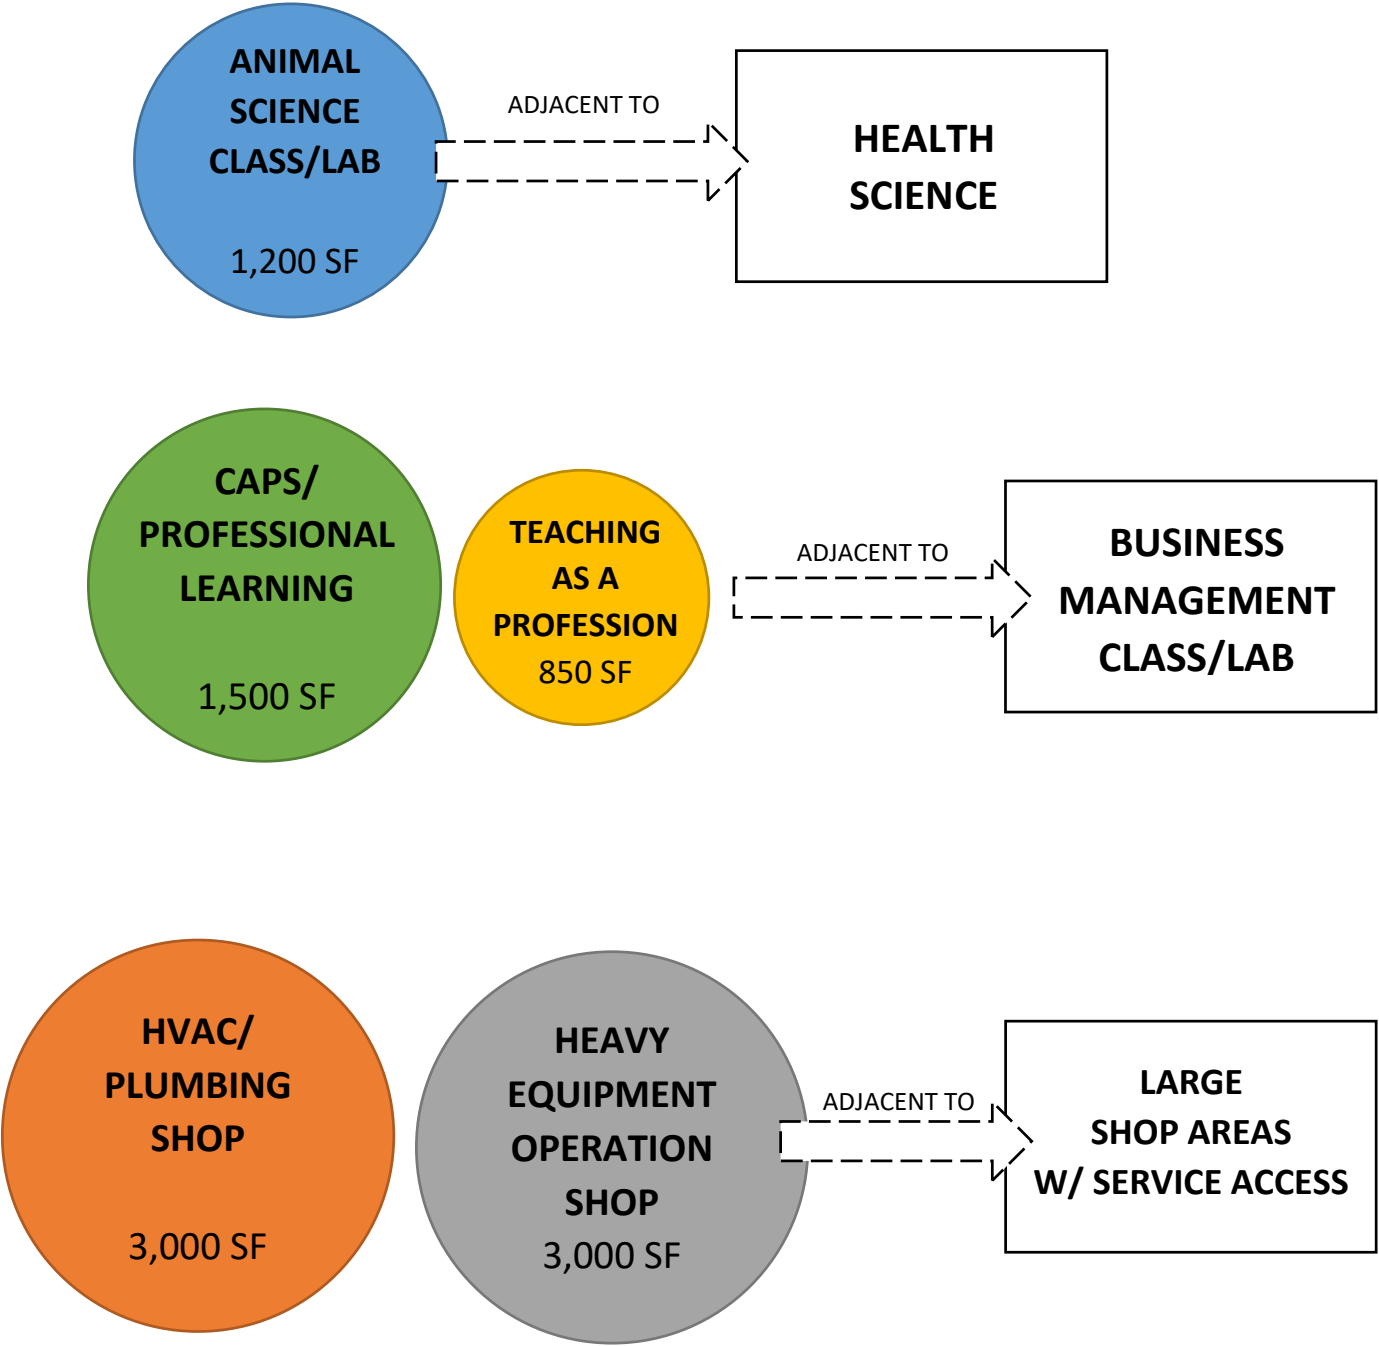 ANIMAL
SCIENCE
CLASS/LAB
1,200 SF
ADJACENT TO
HEALTH
SCIENCE
CAPS/
PROFESSIONAL
LEARNING
1,500 SF
TEACHING
AS A
PROFESSION
850 SF
ADJACENT TO
BUSINESS
MANAGEMENT
CLASS/LAB
HVAC/
PLUMBING
SHOP
3,000 SF
HEAVY
EQUIPMENT
OPERATION
SHOP
3,000 SF
ADJACENT TO
LARGE
SHOP AREAS
W/ SERVICE ACCESS